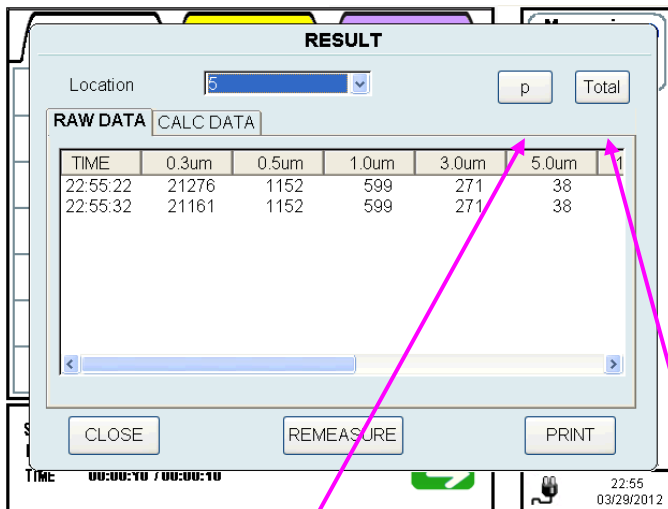 RESULT
Location 5 p Total
RAW DATA CALC DATA
TIME 0.3um 0.5um 1.0um 3.0um 5.0um 1
22:55:22 21276 1152 599 271 38
22:55:32 21161 1152 599 271 38
CLOSE REMEASURE PRINT
TIME 00:00:10 / 00:00:10
22:55
03/29/2012